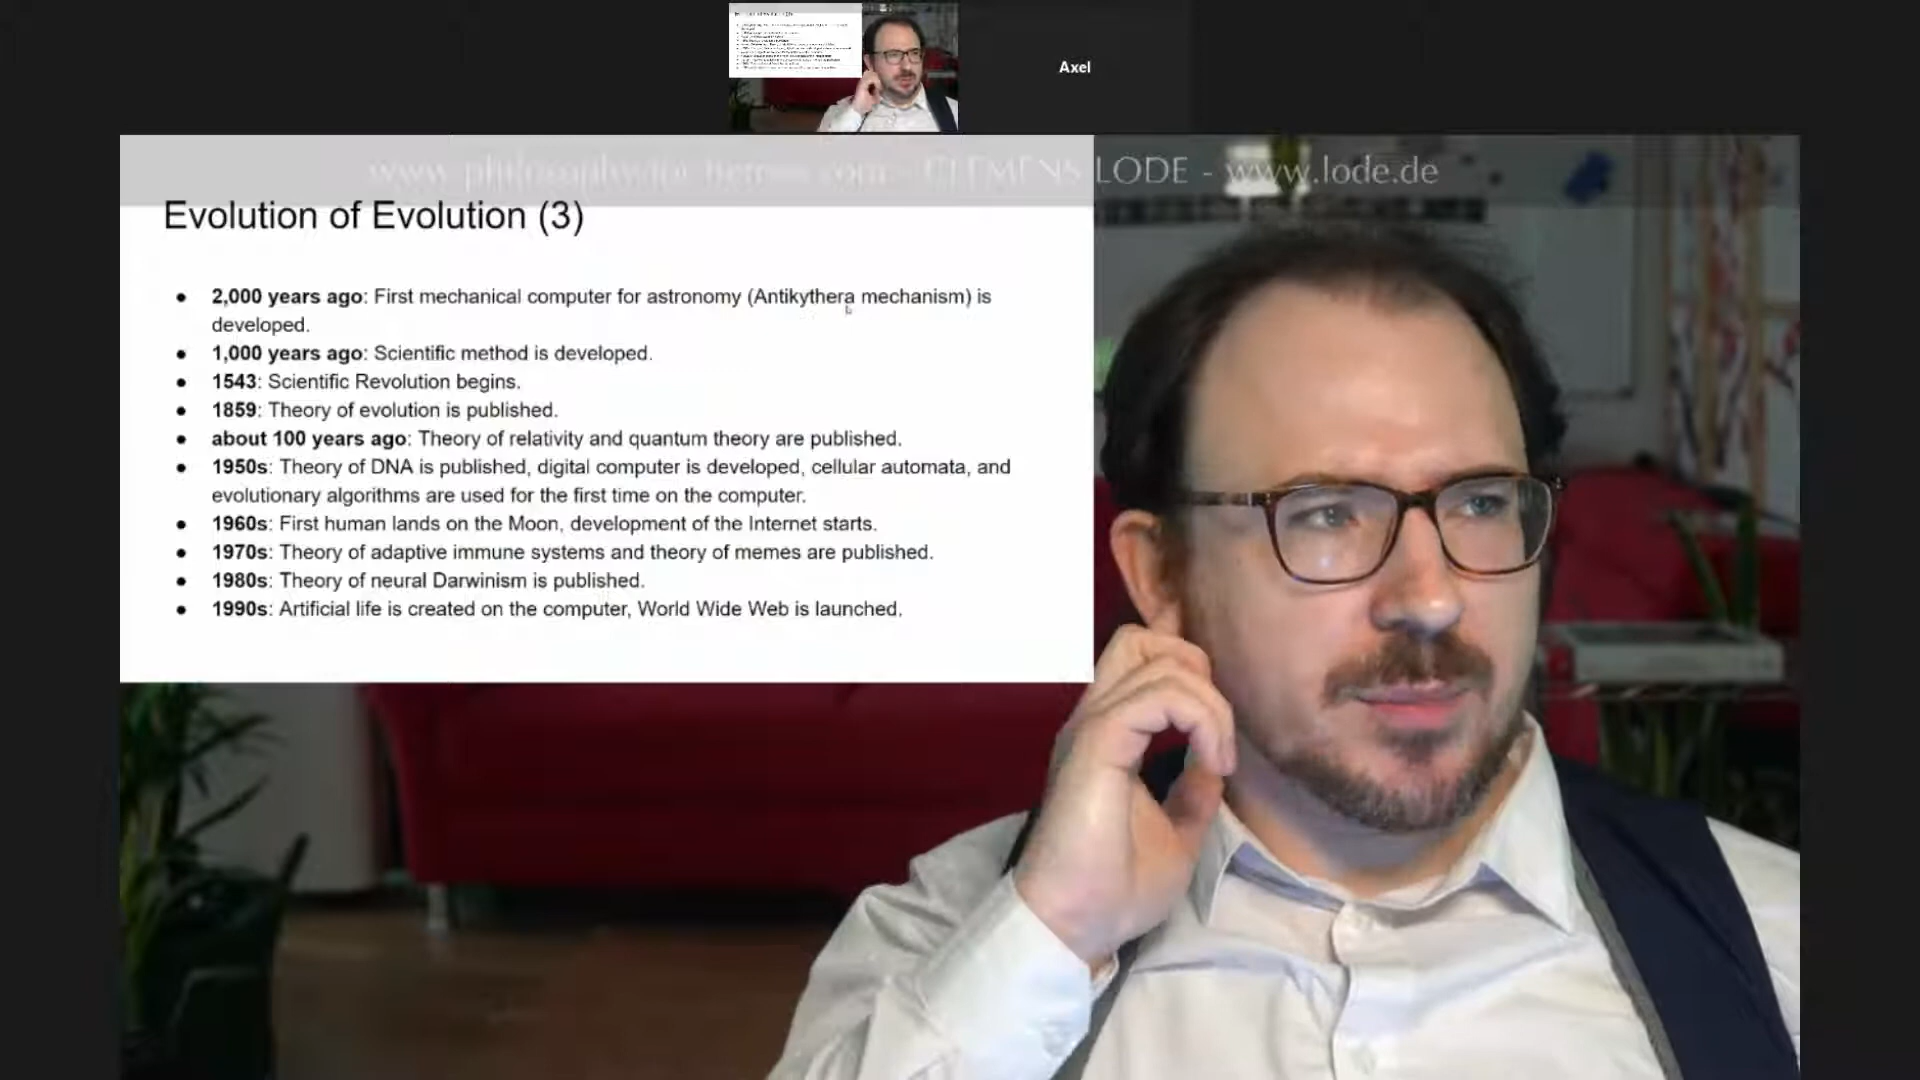 Axel
www.philosophy-for-heroes.com - CLEMENS LODE - www.lode.de
Evolution of Evolution (3)
● 2,000 years ago: First mechanical computer for astronomy (Antikythera mechanism) is
developed.
● 1,000 years ago: Scientific method is developed.
● 1543: Scientific Revolution begins.
● 1859: Theory of evolution is published.
● about 100 years ago: Theory of relativity and quantum theory are published.
● 1950s: Theory of DNA is published, digital computer is developed, cellular automata, and
evolutionary algorithms are used for the first time on the computer.
● 1960s: First human lands on the Moon, development of the Internet starts.
● 1970s: Theory of adaptive immune systems and theory of memes are published.
● 1980s: Theory of neural Darwinism is published.
● 1990s: Artificial life is created on the computer, World Wide Web is launched.